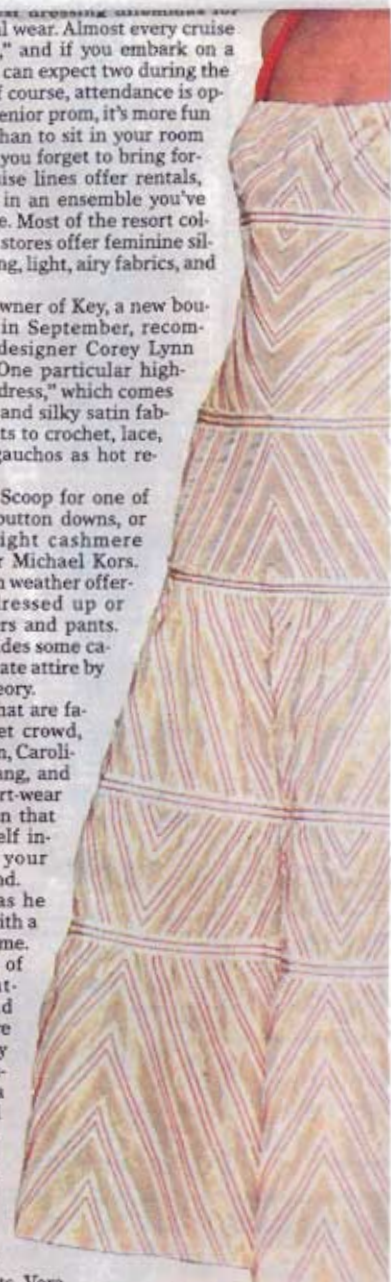 l wear. Almost every cruise
," and if you embark on a
can expect two during the
f course, attendance is op-
enior prom, it's more fun
han to sit in your room
you forget to bring for-
ise lines offer rentals,
in an ensemble you've
e. Most of the resort col-
stores offer feminine sil-
ng, light, airy fabrics, and
wner of Key, a new bou-
in September, recom-
designer Corey Lynn
One particular high-
dress," which comes
and silky satin fab-
ts to crochet, lace,
gauchos as hot re-
Scoop for one of
button downs, or
ight cashmere
r Michael Kors.
n weather offer-
ressed up or
rs and pants.
des some ca-
ate attire by
eory.
hat are fa-
et crowd,
n, Caroli-
ang, and
rt-wear
n that
elf in-
your
nd.
as he
ith a
me.
of
at-
d
e
y
a